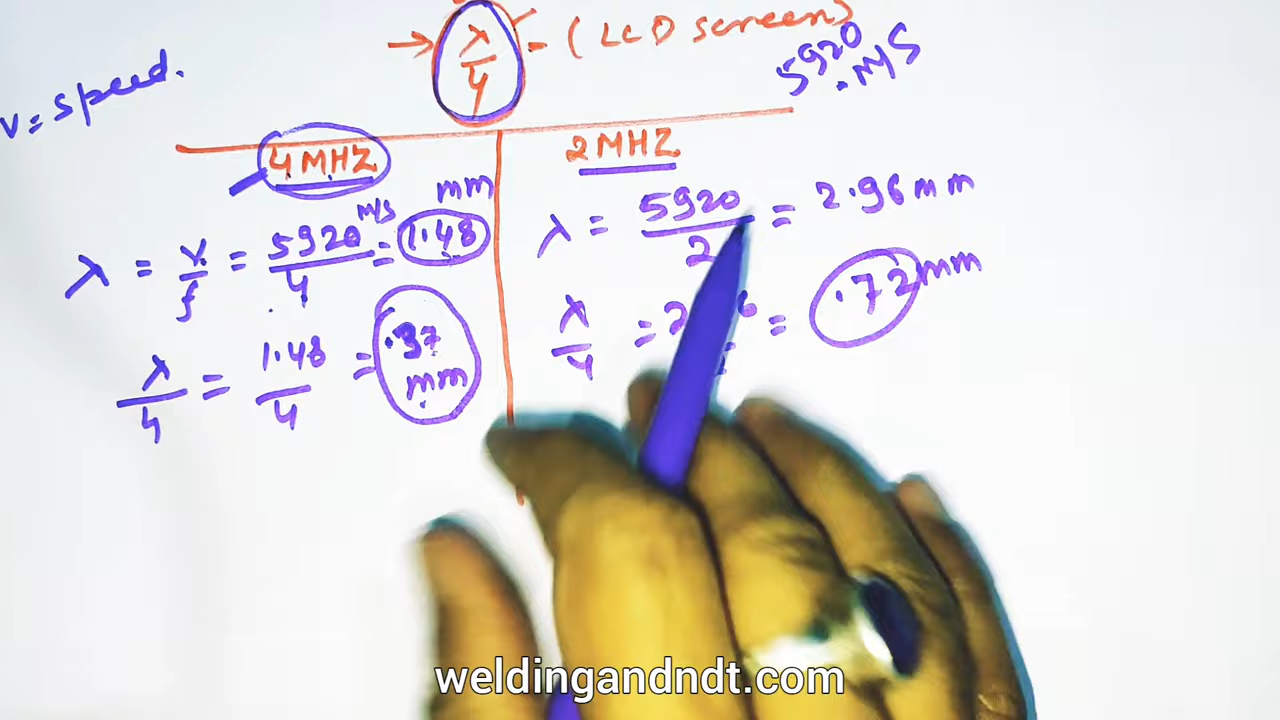 → λ/4 - (LCD screen)
v = speed.
5920 M/S
4 MHZ
λ = v/f = 5920 M/S / 4 = 1.48 mm
λ/4 = 1.48/4 = .37 mm
2 MHZ
λ = 5920/2 = 2.96 mm
λ/4 = = .72 mm
weldingandndt.com